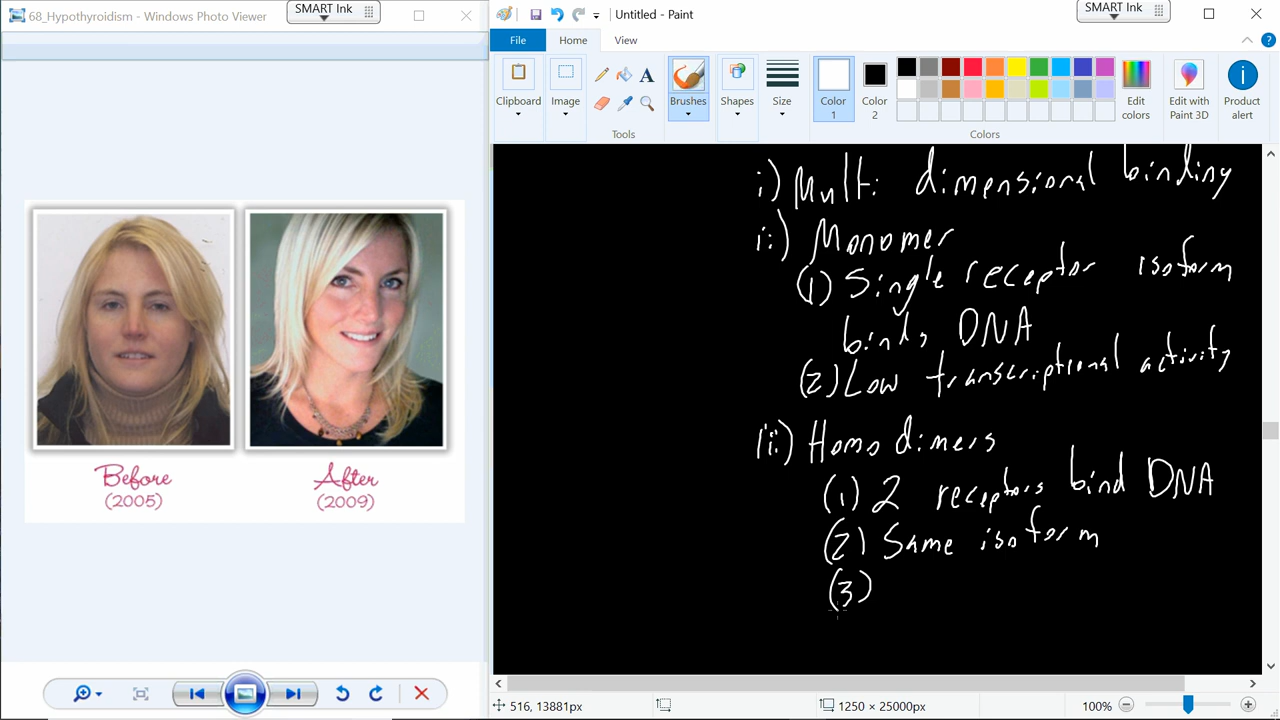 68_Hypothyroidism - Windows Photo Viewer
SMART Ink
Before
(2005)
After
(2009)
Untitled - Paint
SMART Ink
File
Home
View
Clipboard
Image
Tools
Brushes
Shapes
Size
Color 1
Color 2
Edit colors
Edit with Paint 3D
Product alert
Colors
i) Multi dimensional binding
ii) Monomer
(1) Single receptor isoform
binds DNA
(2) Low transcriptional activity
iii) Homodimers
(1) 2 receptors bind DNA
(2) Same isoform
(3)
516, 13881px
1250 × 25000px
100%